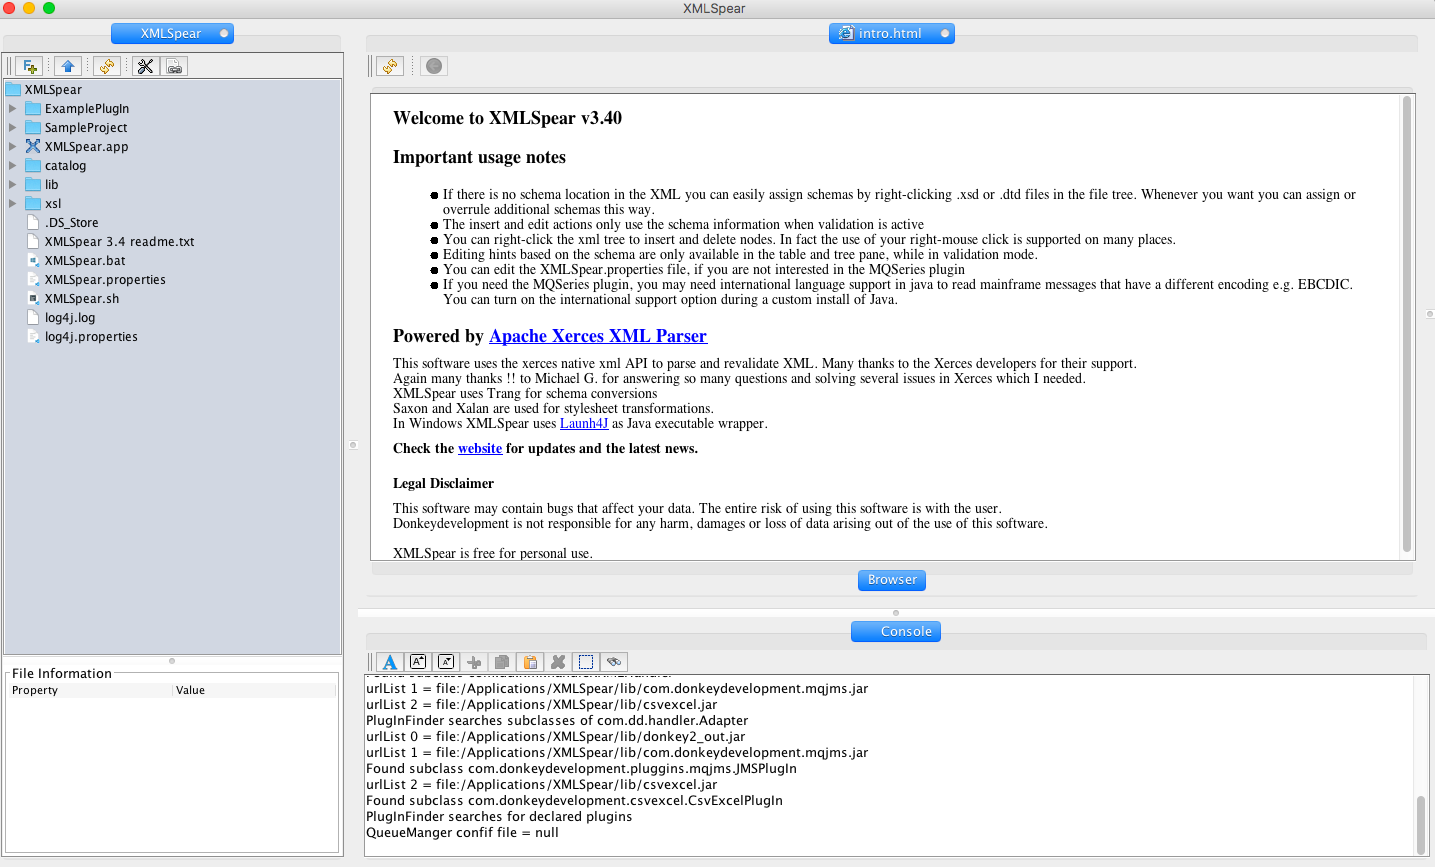 XMLSpear
XMLSpear
intro.html
XMLSpear
ExamplePlugIn
SampleProject
XMLSpear.app
catalog
lib
xsl
.DS_Store
XMLSpear 3.4 readme.txt
XMLSpear.bat
XMLSpear.properties
XMLSpear.sh
log4j.log
log4j.properties
File Information
Property Value
Welcome to XMLSpear v3.40
Important usage notes
If there is no schema location in the XML you can easily assign schemas by right-clicking .xsd or .dtd files in the file tree. Whenever you want you can assign or
overrule additional schemas this way.
The insert and edit actions only use the schema information when validation is active
You can right-click the xml tree to insert and delete nodes. In fact the use of your right-mouse click is supported on many places.
Editing hints based on the schema are only available in the table and tree pane, while in validation mode.
You can edit the XMLSpear.properties file, if you are not interested in the MQSeries plugin
If you need the MQSeries plugin, you may need international language support in java to read mainframe messages that have a different encoding e.g. EBCDIC.
You can turn on the international support option during a custom install of Java.
Powered by Apache Xerces XML Parser
This software uses the xerces native xml API to parse and revalidate XML. Many thanks to the Xerces developers for their support.
Again many thanks !! to Michael G. for answering so many questions and solving several issues in Xerces which I needed.
XMLSpear uses Trang for schema conversions
Saxon and Xalan are used for stylesheet transformations.
In Windows XMLSpear uses Launh4J as Java executable wrapper.
Check the website for updates and the latest news.
Legal Disclaimer
This software may contain bugs that affect your data. The entire risk of using this software is with the user.
Donkeydevelopment is not responsible for any harm, damages or loss of data arising out of the use of this software.
XMLSpear is free for personal use.
Browser
Console
Found subclass
urlList 1 = file:/Applications/XMLSpear/lib/com.donkeydevelopment.mqjms.jar
urlList 2 = file:/Applications/XMLSpear/lib/csvexcel.jar
PlugInFinder searches subclasses of com.dd.handler.Adapter
urlList 0 = file:/Applications/XMLSpear/lib/donkey2_out.jar
urlList 1 = file:/Applications/XMLSpear/lib/com.donkeydevelopment.mqjms.jar
Found subclass com.donkeydevelopment.pluggins.mqjms.JMSPlugIn
urlList 2 = file:/Applications/XMLSpear/lib/csvexcel.jar
Found subclass com.donkeydevelopment.csvexcel.CsvExcelPlugIn
PlugInFinder searches for declared plugins
QueueManger confif file = null